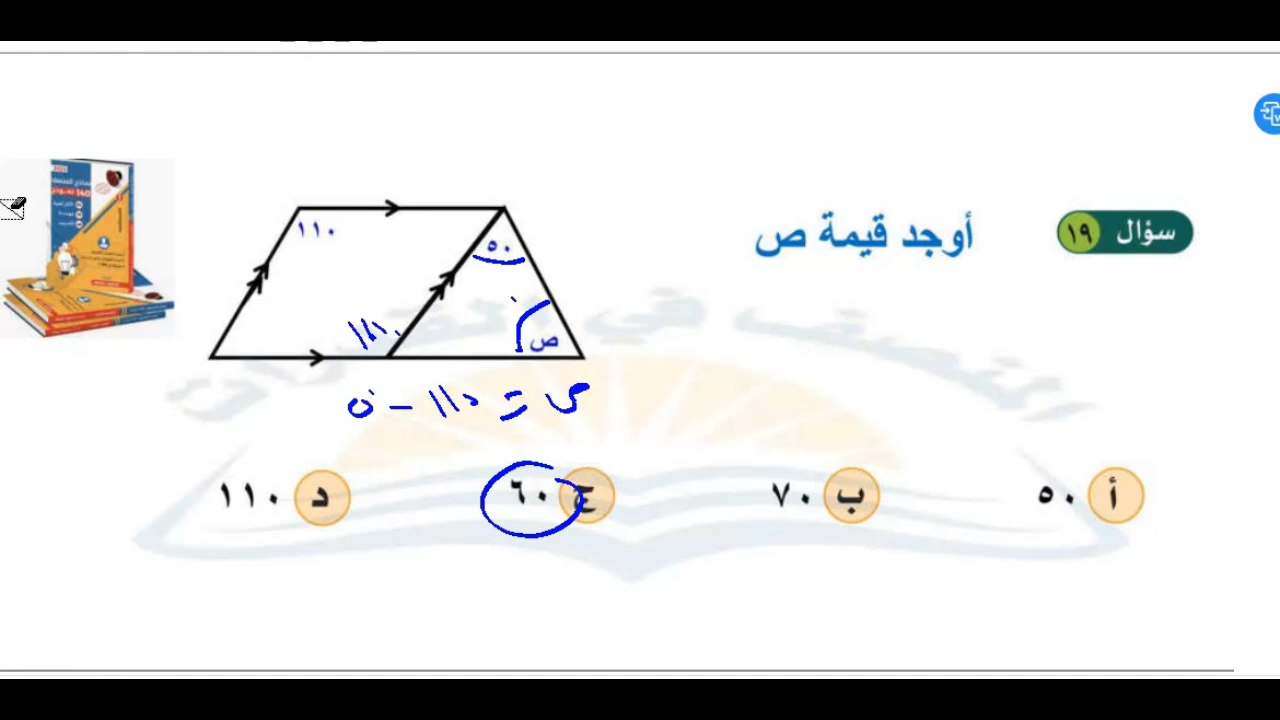 سؤال ١٩
أوجد قيمة ص
١١٠
٥٠
١١٠
ص
ص = ١١٠ - ٥٠
أ ٥٠
ب ٧٠
ج ٦٠
د ١١٠